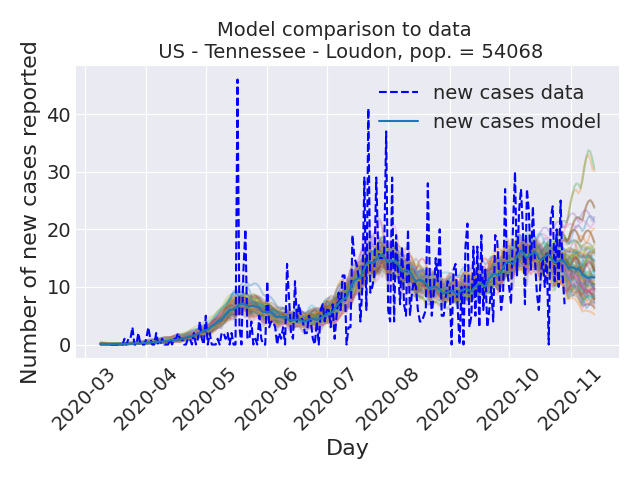 Model comparison to data
US - Tennessee - Loudon, pop. = 54068
Number of new cases reported
40
30
20
10
0
new cases data
new cases model
2020-03
2020-04
2020-05
2020-06
2020-07
2020-08
2020-09
2020-10
2020-11
Day